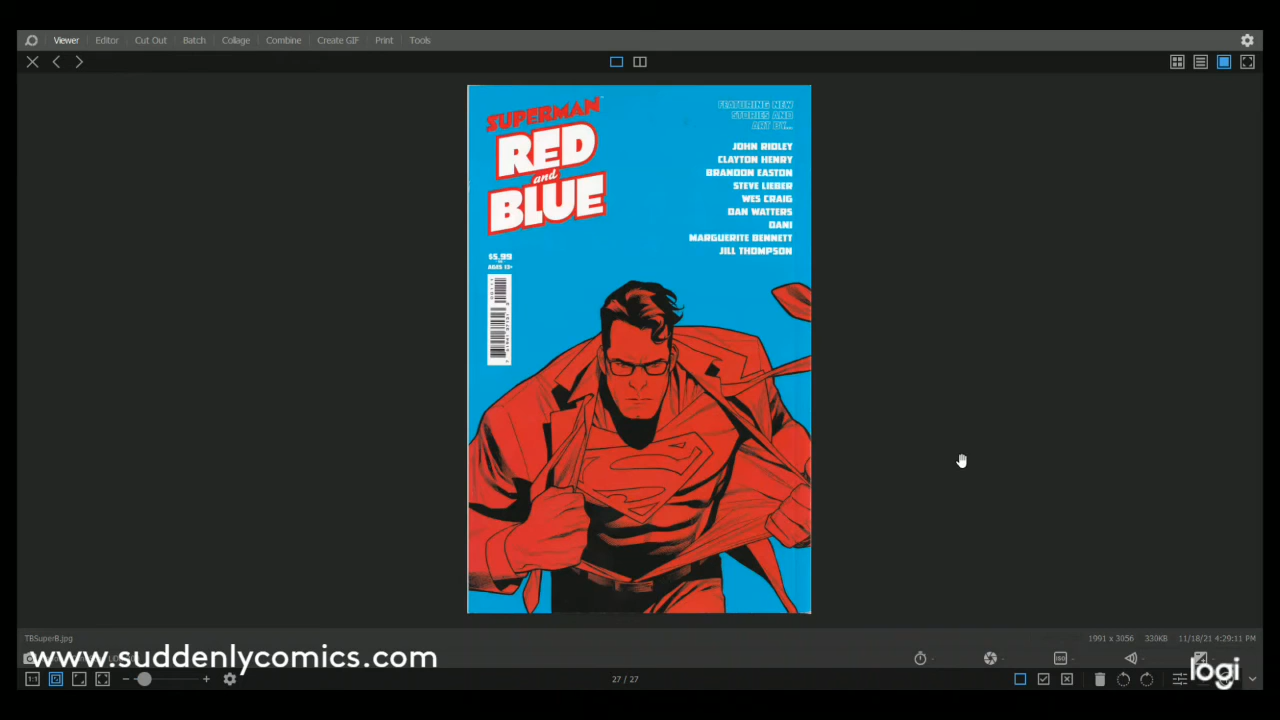 Viewer Editor Cut Out Batch Collage Combine Create GIF Print Tools
SUPERMAN
RED
and
BLUE
FEATURING NEW
STORIES AND
ART BY...
JOHN RIDLEY
CLAYTON HENRY
BRANDON EASTON
STEVE LIEBER
WES CRAIG
DAN WATTERS
DANI
MARGUERITE BENNETT
JILL THOMPSON
$5.99
AGES 13+
TBSuperB.jpg
1991 x 3056 330KB 11/18/21 4:29:11 PM
www.suddenlycomics.com
ISO
logi
1:1
27 / 27